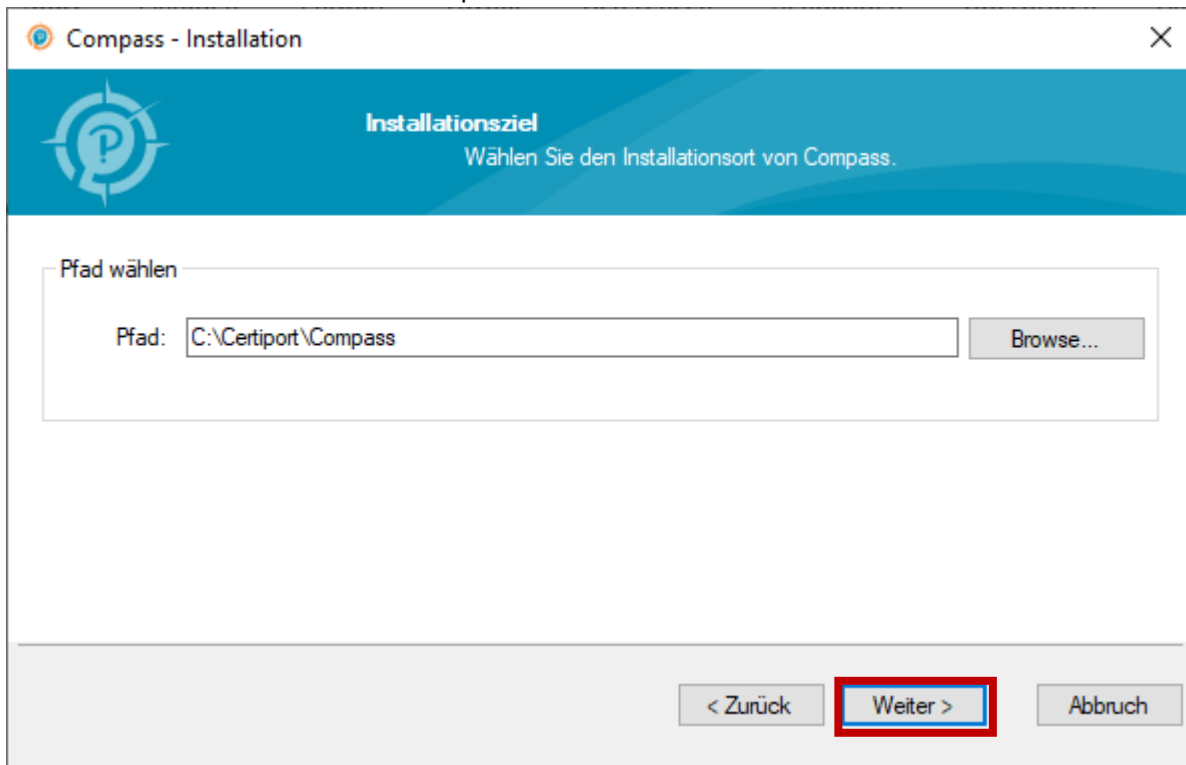 Compass - Installation
Installationsziel
Wählen Sie den Installationsort von Compass.
Pfad wählen
Pfad: C:\Certiport\Compass Browse...
< Zurück Weiter > Abbruch